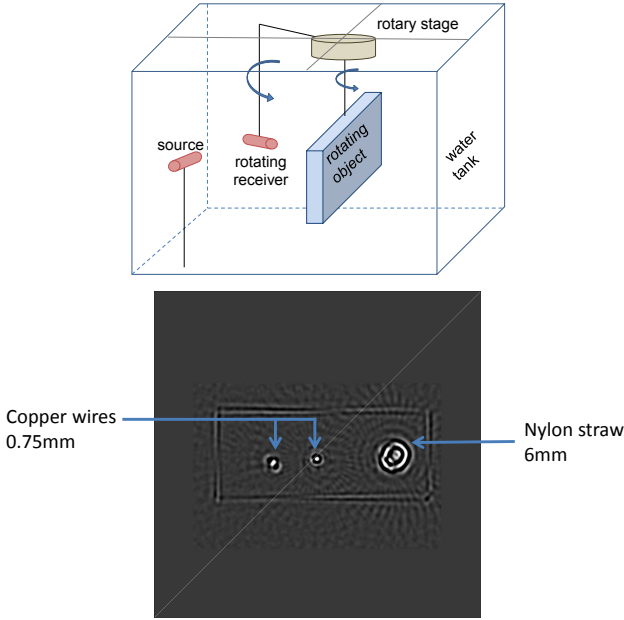 rotary stage
source
rotating
receiver
rotating
object
water
tank
Copper wires
0.75mm
Nylon straw
6mm